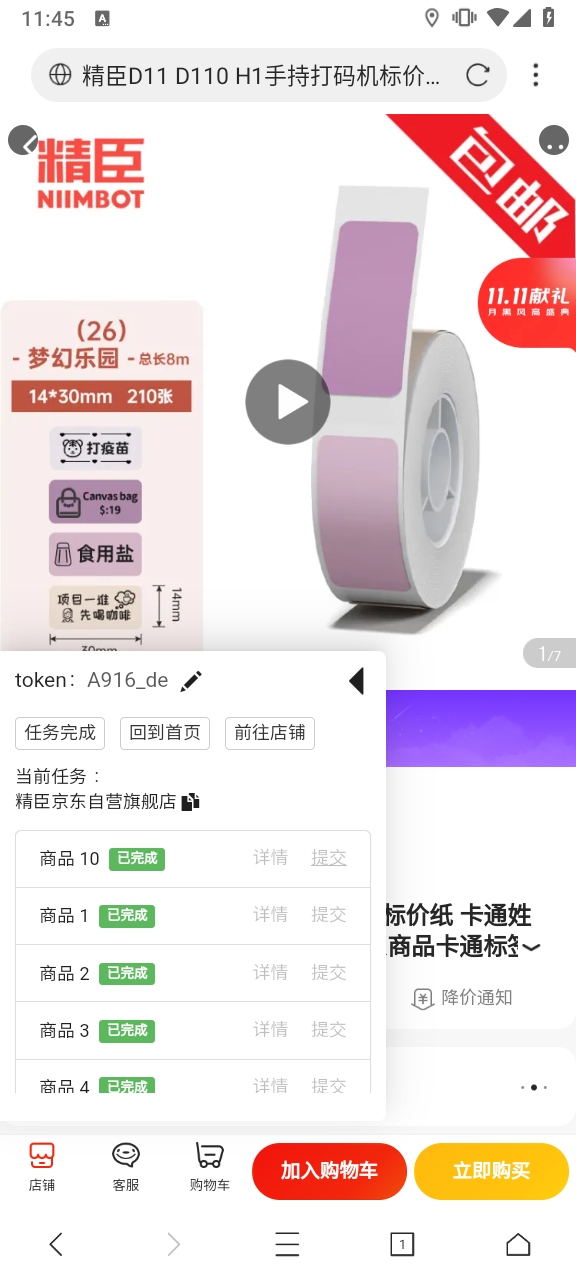 11:45
A
精臣D11 D110 H1手持打码机标价...
精臣
NIIMBOT
包邮
11.11献礼
月黑风高盛典
（26）
- 梦幻乐园 - 总长8m
14*30mm 210张
打疫苗
Canvas bag
$:19
食用盐
项目一堆
先喝咖啡
14mm
30mm
1/7
token: A916_de
任务完成 回到首页 前往店铺
当前任务：
精臣京东自营旗舰店
商品 10 已完成 详情 提交
商品 1 已完成 详情 提交
商品 2 已完成 详情 提交
商品 3 已完成 详情 提交
商品 4 已完成 详情 提交
标价纸 卡通姓
商品卡通标签
降价通知
店铺 客服 购物车 加入购物车 立即购买
1